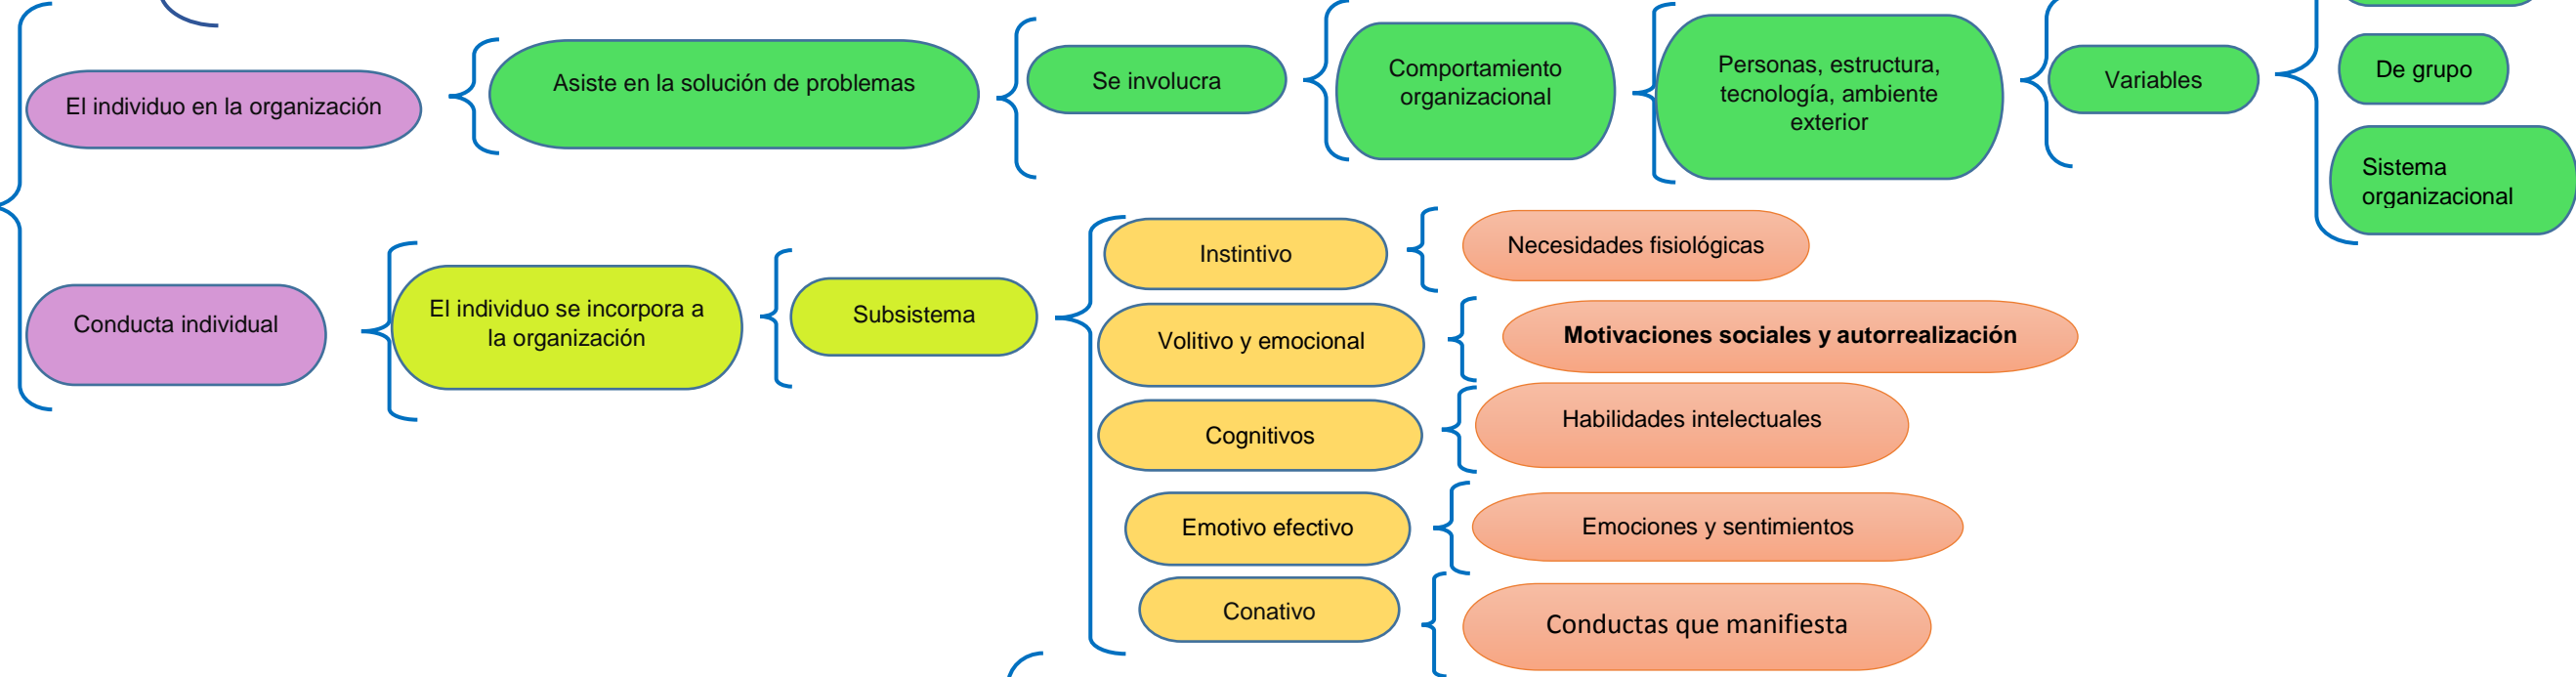 El individuo en la organización
Asiste en la solución de problemas
Se involucra
Comportamiento
organizacional
Personas, estructura,
tecnología, ambiente
exterior
Variables
De grupo
Sistema
organizacional
Conducta individual
El individuo se incorpora a
la organización
Subsistema
Instintivo
Necesidades fisiológicas
Volitivo y emocional
Motivaciones sociales y autorrealización
Cognitivos
Habilidades intelectuales
Emotivo efectivo
Emociones y sentimientos
Conativo
Conductas que manifiesta